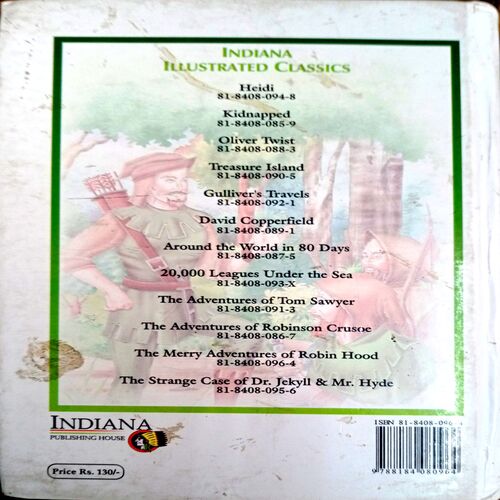 INDIANA
ILLUSTRATED CLASSICS
Heidi
81-8408-094-8
Kidnapped
81-8408-085-9
Oliver Twist
81-8408-088-3
Treasure Island
81-8408-090-5
Gulliver's Travels
81-8408-092-1
David Copperfield
81-8408-089-1
Around the World in 80 Days
81-8408-087-5
20,000 Leagues Under the Sea
81-8408-093-X
The Adventures of Tom Sawyer
81-8408-091-3
The Adventures of Robinson Crusoe
81-8408-086-7
The Merry Adventures of Robin Hood
81-8408-096-4
The Strange Case of Dr. Jekyll & Mr. Hyde
81-8408-095-6
INDIANA
PUBLISHING HOUSE
Price Rs. 130/-
ISBN 81-8408-096-4
9 788184 080964